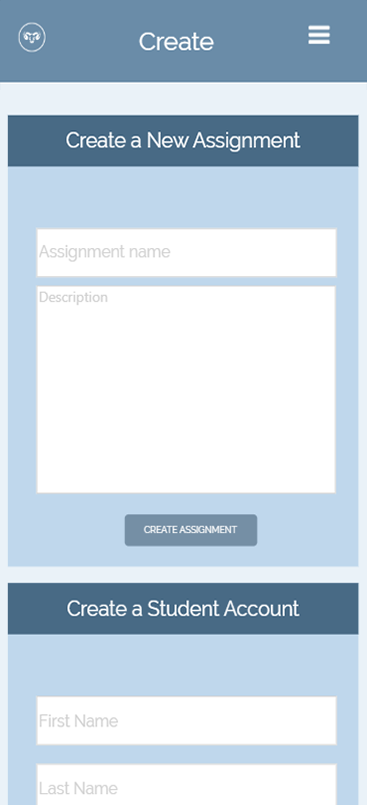 Create
Create a New Assignment
Assignment name
Description
CREATE ASSIGNMENT
Create a Student Account
First Name
Last Name